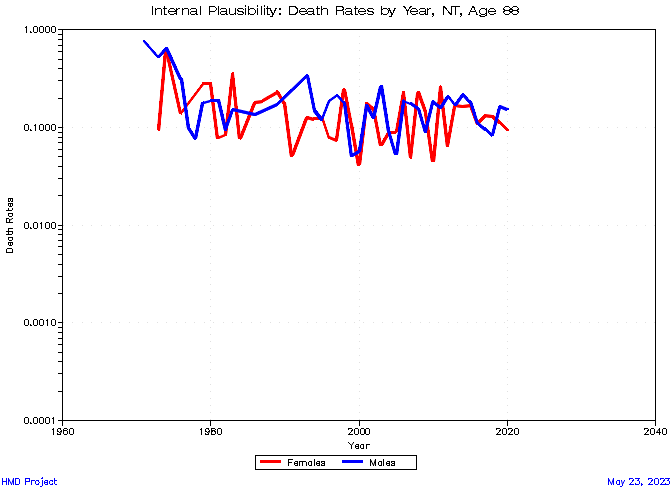 Internal Plausibility: Death Rates by Year, NT, Age 88
1.0000
0.1000
0.0100
0.0010
0.0001
Death Rates
1960 1980 2000 2020 2040
Year
Females Males
HMD Project May 23, 2023